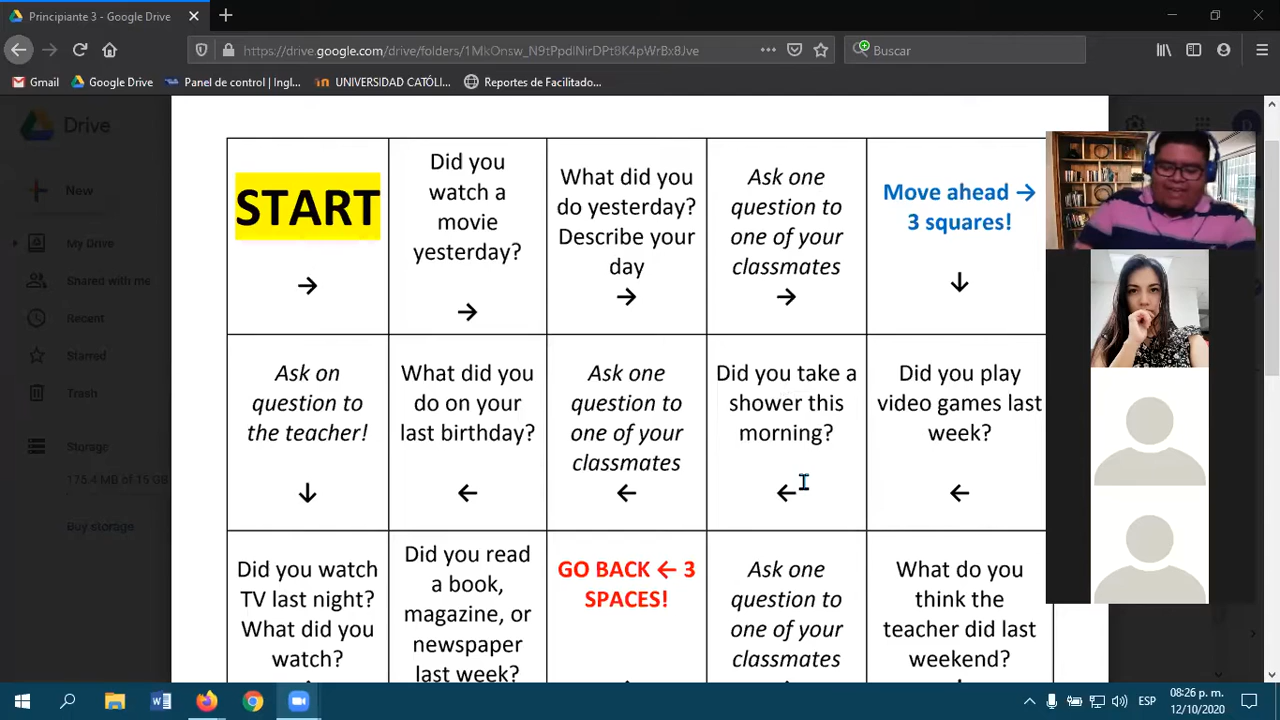 Principiante 3 - Google Drive
https://drive.google.com/drive/folders/1MkOnsw_N9tPpdlNirDPt8K4pWrBx8Jve
Buscar
Gmail
Google Drive
Panel de control | Ingl...
UNIVERSIDAD CATÓLI...
Reportes de Facilitado...
Drive
New
My Drive
Shared with me
Recent
Starred
Trash
Storage
175.4 MB of 15 GB
Buy storage
START
→
Did you
watch a
movie
yesterday?
→
What did you
do yesterday?
Describe your
day
→
Ask one
question to
one of your
classmates
→
Move ahead →
3 squares!
↓
Ask on
question to
the teacher!
↓
What did you
do on your
last birthday?
←
Ask one
question to
one of your
classmates
←
Did you take a
shower this
morning?
←
Did you play
video games last
week?
←
Did you watch
TV last night?
What did you
watch?
Did you read
a book,
magazine, or
newspaper
last week?
GO BACK ← 3
SPACES!
Ask one
question to
one of your
classmates
What do you
think the
teacher did last
weekend?
ESP
08:26 p. m.
12/10/2020